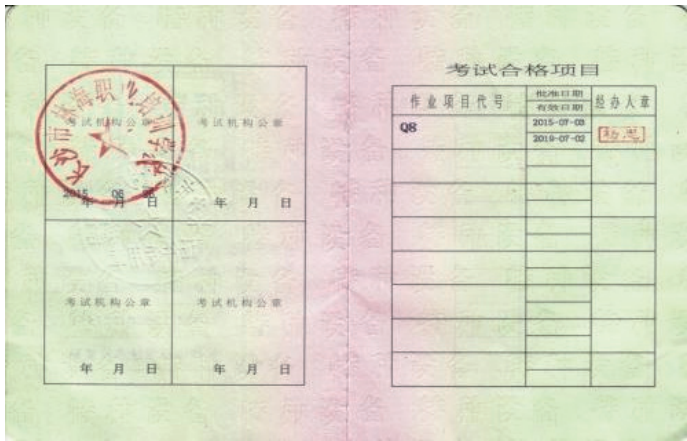 考试合格项目
作业项目代号
批准日期
有效日期
经办人章
Q8
2015-07-03
2019-07-02
考试机构公章
考试机构公章
2015 06
年 月 日
年 月 日
考试机构公章
考试机构公章
年 月 日
年 月 日